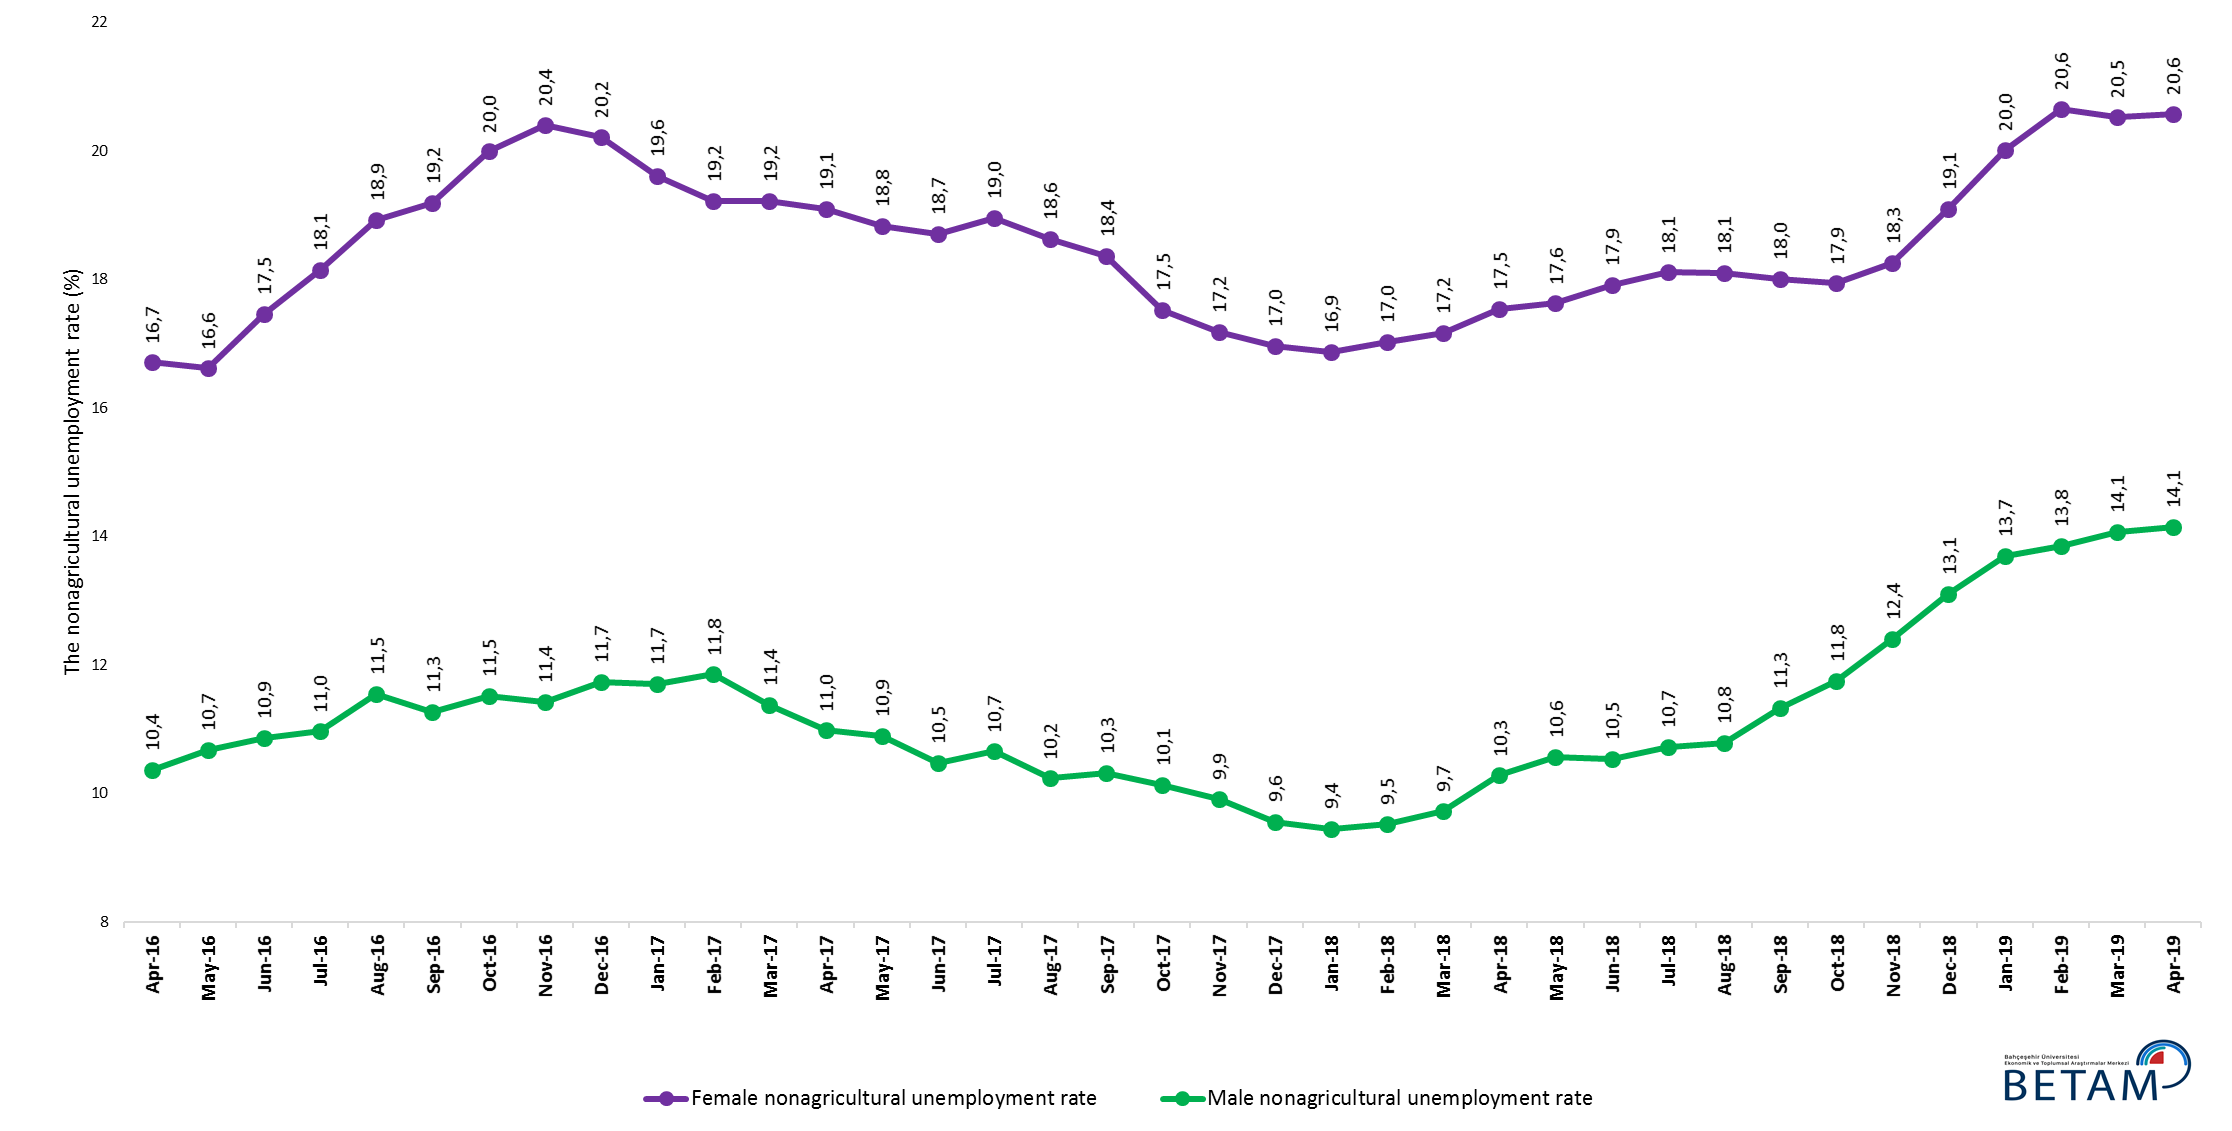 22
20
18
16
14
12
10
8
The nonagricultural unemployment rate (%)
16,7 16,6 17,5 18,1 18,9 19,2 20,0 20,4 20,2 19,6 19,2 19,2 19,1 18,8 18,7 19,0 18,6 18,4 17,5 17,2 17,0 16,9 17,0 17,2 17,5 17,6 17,9 18,1 18,1 18,0 17,9 18,3 19,1 20,0 20,6 20,5 20,6
10,4 10,7 10,9 11,0 11,5 11,3 11,5 11,4 11,7 11,7 11,8 11,4 11,0 10,9 10,5 10,7 10,2 10,3 10,1 9,9 9,6 9,4 9,5 9,7 10,3 10,6 10,5 10,7 10,8 11,3 11,8 12,4 13,1 13,7 13,8 14,1 14,1
Apr-16 May-16 Jun-16 Jul-16 Aug-16 Sep-16 Oct-16 Nov-16 Dec-16 Jan-17 Feb-17 Mar-17 Apr-17 May-17 Jun-17 Jul-17 Aug-17 Sep-17 Oct-17 Nov-17 Dec-17 Jan-18 Feb-18 Mar-18 Apr-18 May-18 Jun-18 Jul-18 Aug-18 Sep-18 Oct-18 Nov-18 Dec-18 Jan-19 Feb-19 Mar-19 Apr-19
Female nonagricultural unemployment rate
Male nonagricultural unemployment rate
Bahçeşehir Üniversitesi
Ekonomik ve Toplumsal Araştırmalar Merkezi
BETAM